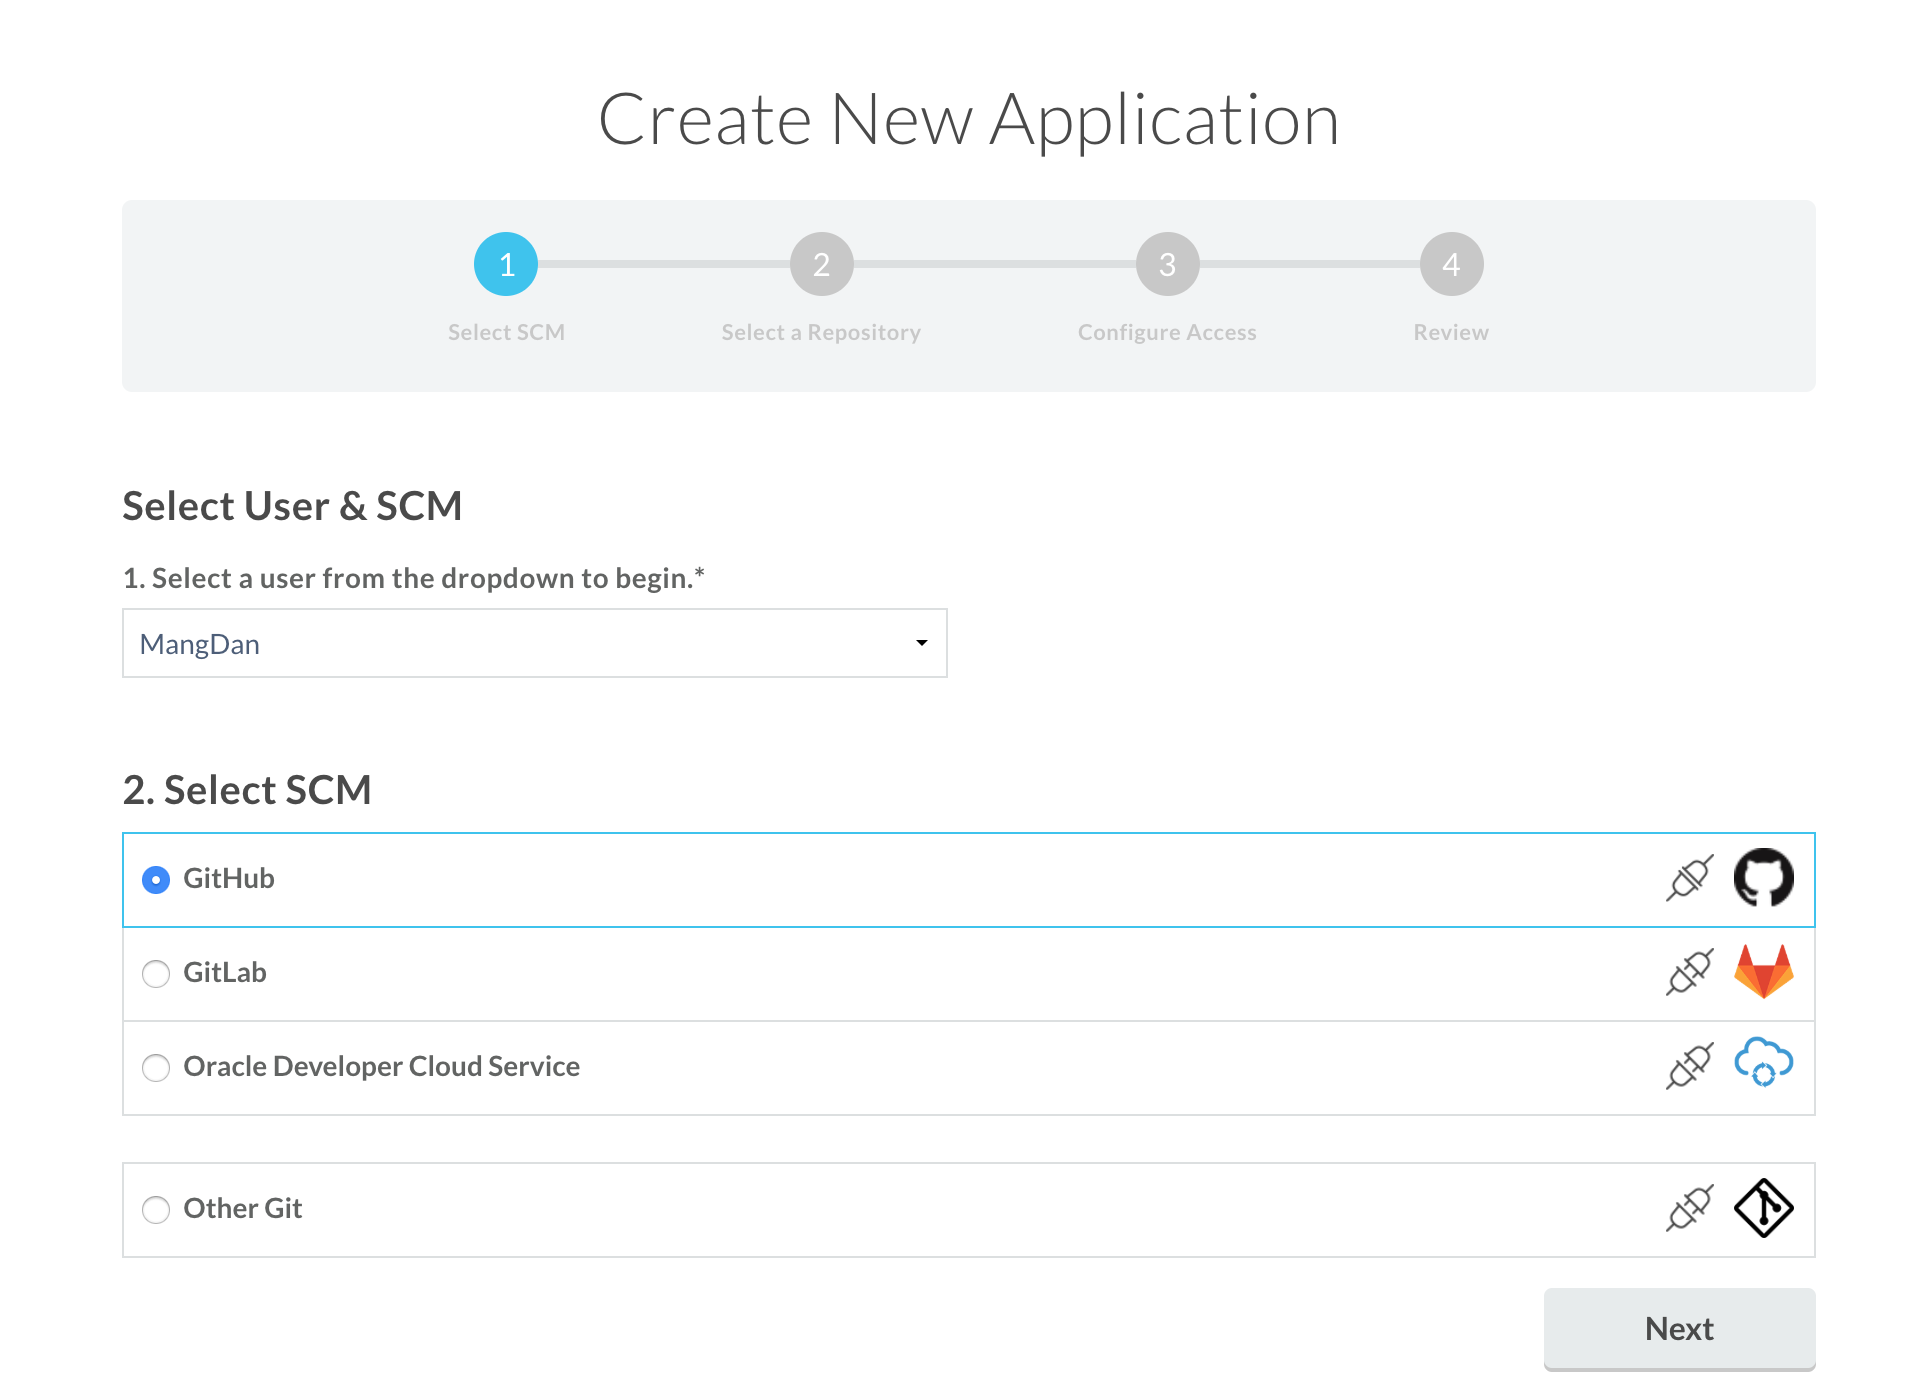 Create New Application
1
2
3
4
Select SCM
Select a Repository
Configure Access
Review
Select User & SCM
1. Select a user from the dropdown to begin.*
MangDan
2. Select SCM
GitHub
GitLab
Oracle Developer Cloud Service
Other Git
Next